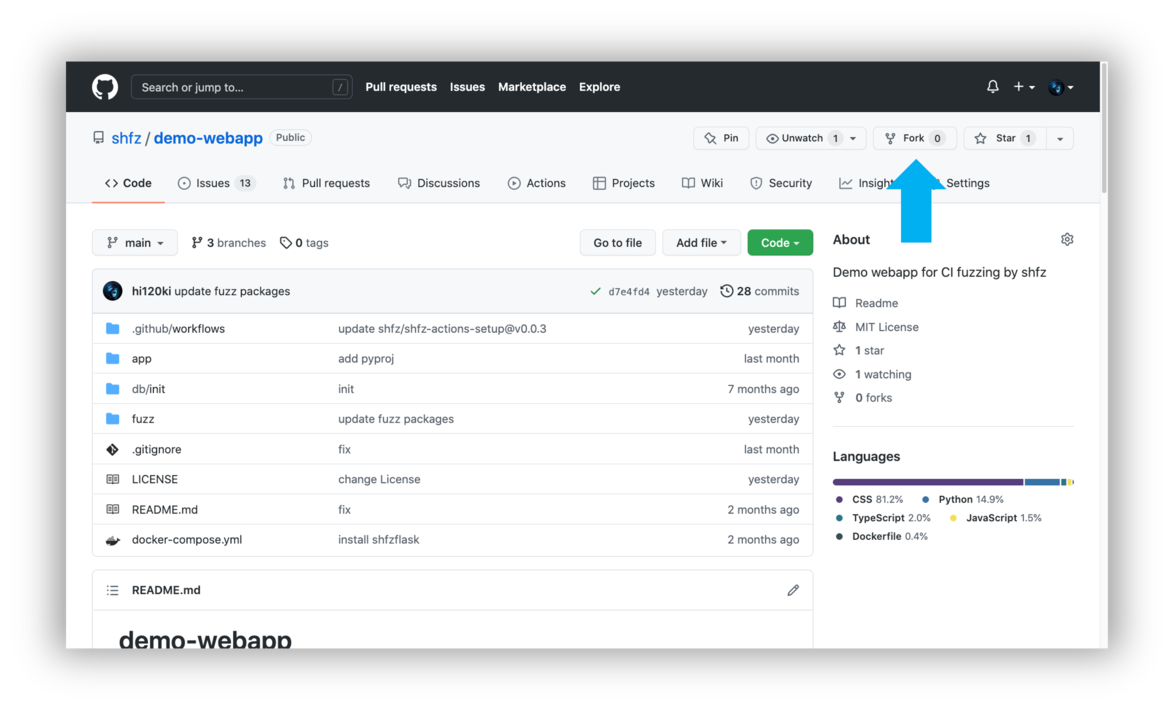 Search or jump to... / Pull requests Issues Marketplace Explore
shfz / demo-webapp Public Pin Unwatch 1 Fork 0 Star 1
Code Issues 13 Pull requests Discussions Actions Projects Wiki Security Insight Settings
main 3 branches 0 tags Go to file Add file Code
About
hi120ki update fuzz packages d7e4fd4 yesterday 28 commits
Demo webapp for CI fuzzing by shfz
.github/workflows update shfz/shfz-actions-setup@v0.0.3 yesterday
app add pyproj last month
db/init init 7 months ago
fuzz update fuzz packages yesterday
.gitignore fix last month
LICENSE change License yesterday
README.md fix 2 months ago
docker-compose.yml install shfzflask 2 months ago
Readme
MIT License
1 star
1 watching
0 forks
Languages
CSS 81.2% Python 14.9%
TypeScript 2.0% JavaScript 1.5%
Dockerfile 0.4%
README.md
demo-webapp